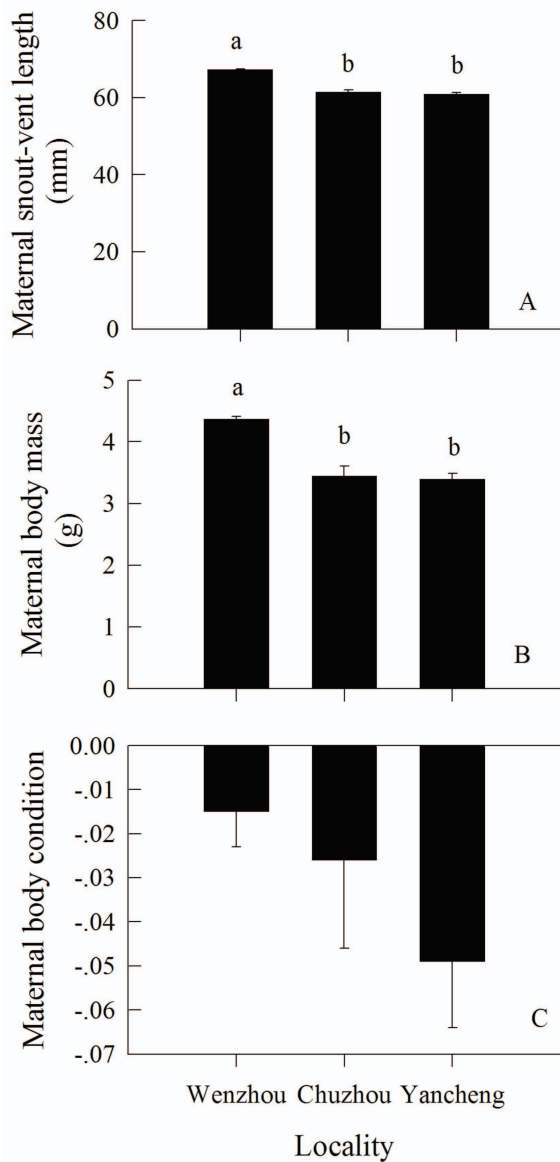 Maternal snout-vent length
(mm)
80
60
40
20
0
a
b
b
A
Maternal body mass
(g)
5
4
3
2
1
0
a
b
b
B
Maternal body condition
0.00
-.01
-.02
-.03
-.04
-.05
-.06
-.07
C
Wenzhou Chuzhou Yancheng
Locality